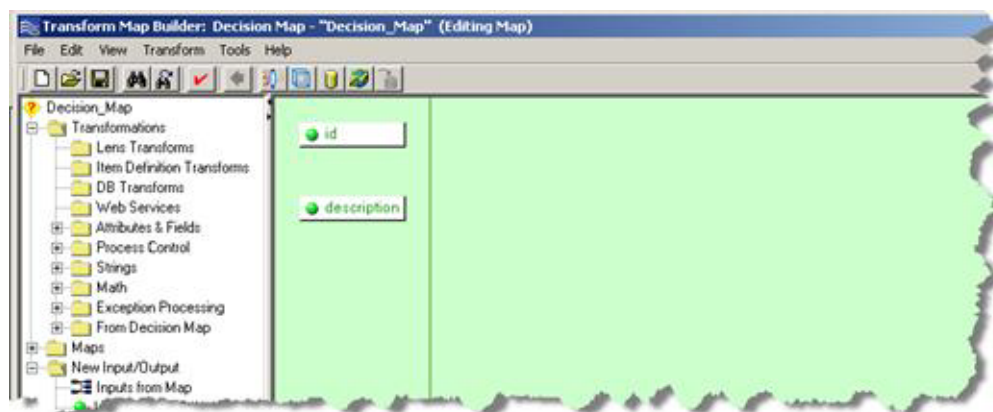 Transform Map Builder: Decision Map - "Decision_Map" (Editing Map)
File Edit View Transform Tools Help
Decision_Map
Transformations
Lens Transforms
Item Definition Transforms
DB Transforms
Web Services
Attributes & Fields
Process Control
Strings
Math
Exception Processing
From Decision Map
Maps
New Input/Output
Inputs from Map
id
description